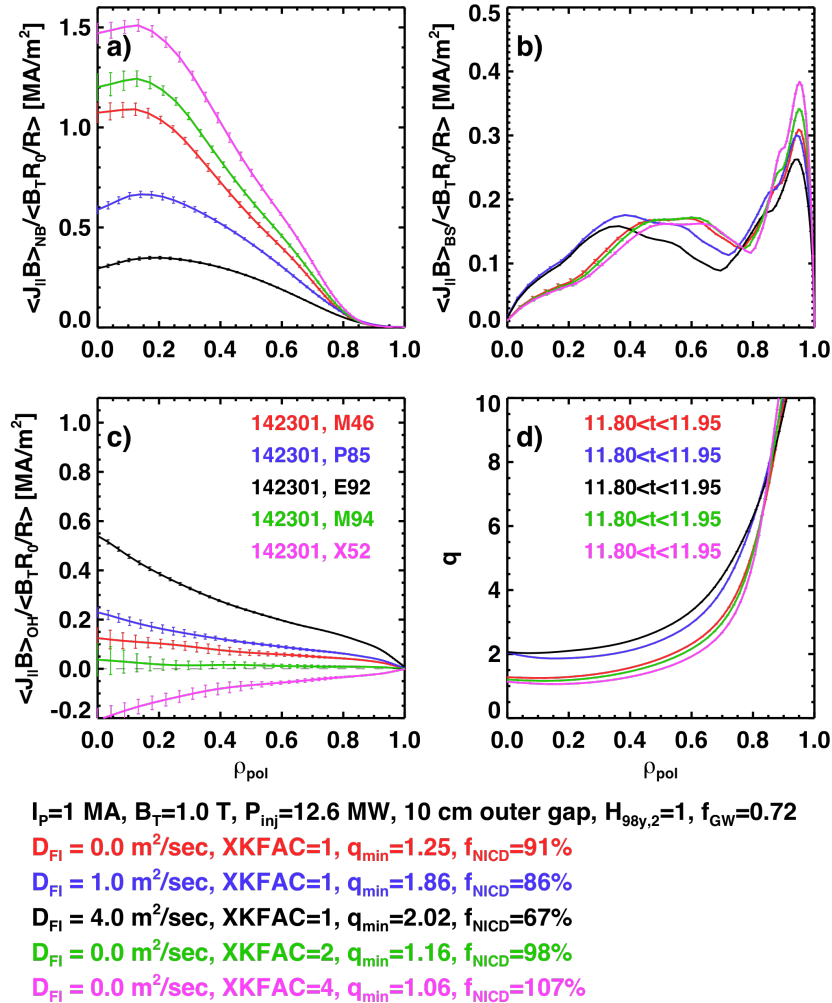 a)
<J||B>NB/<BTR0/R> [MA/m²]
1.5
1.0
0.5
0.0
0.0 0.2 0.4 0.6 0.8 1.0
b)
<J||B>BS/<BTR0/R> [MA/m²]
0.5
0.4
0.3
0.2
0.1
0.0
0.0 0.2 0.4 0.6 0.8 1.0
c)
<J||B>OH/<BTR0/R> [MA/m²]
1.0
0.8
0.6
0.4
0.2
0.0
-0.2
142301, M46
142301, P85
142301, E92
142301, M94
142301, X52
0.0 0.2 0.4 0.6 0.8 1.0
ρpol
d)
q
10
8
6
4
2
0
11.80<t<11.95
11.80<t<11.95
11.80<t<11.95
11.80<t<11.95
11.80<t<11.95
0.0 0.2 0.4 0.6 0.8 1.0
ρpol
IP=1 MA, BT=1.0 T, Pinj=12.6 MW, 10 cm outer gap, H98y,2=1, fGW=0.72
DFI = 0.0 m²/sec, XKFAC=1, qmin=1.25, fNICD=91%
DFI = 1.0 m²/sec, XKFAC=1, qmin=1.86, fNICD=86%
DFI = 4.0 m²/sec, XKFAC=1, qmin=2.02, fNICD=67%
DFI = 0.0 m²/sec, XKFAC=2, qmin=1.16, fNICD=98%
DFI = 0.0 m²/sec, XKFAC=4, qmin=1.06, fNICD=107%